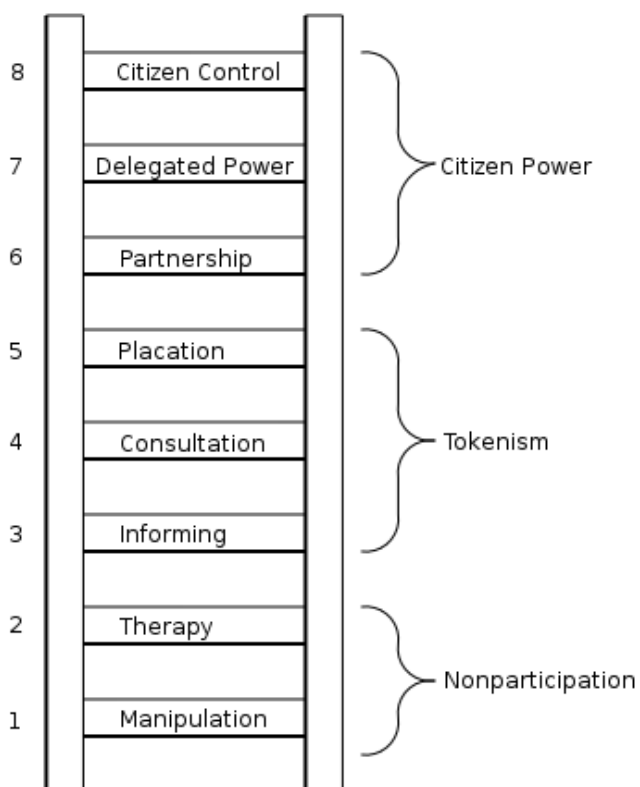 8 Citizen Control
7 Delegated Power
Citizen Power
6 Partnership
5 Placation
4 Consultation
Tokenism
3 Informing
2 Therapy
Nonparticipation
1 Manipulation